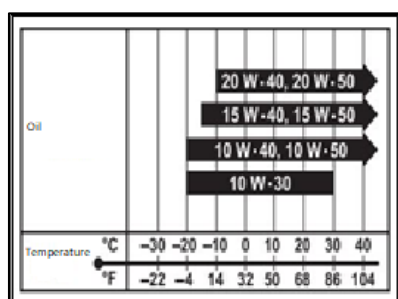 20 W·40, 20 W·50
15 W·40, 15 W·50
Oil
10 W·40, 10 W·50
10 W·30
Temperature °C –30 –20 –10 0 10 20 30 40
°F –22 –4 14 32 50 68 86 104